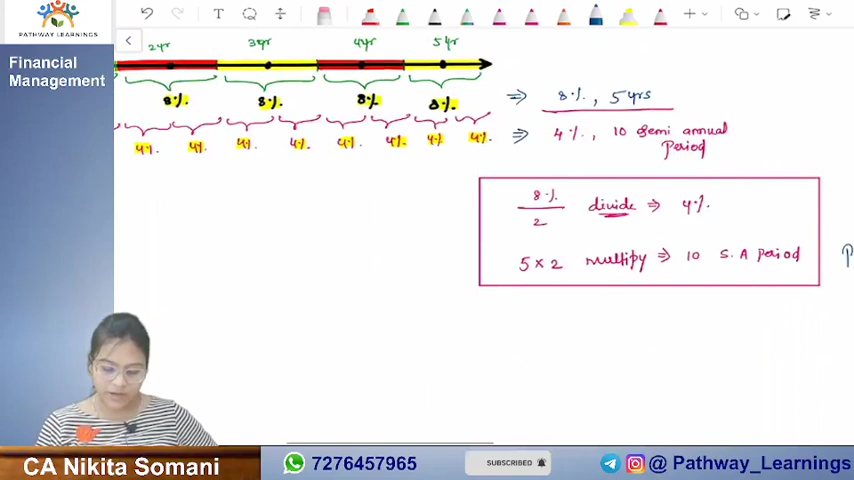 PATHWAY LEARNINGS
Financial
Management
2yr 3yr 4yr 5yr
8% 8% 8% 8%
4% 4% 4% 4% 4% 4% 4% 4%
⇒ 8%, 5yrs
⇒ 4%, 10 semi annual
Period
8%/2 divide ⇒ 4%
5×2 multipy ⇒ 10 S.A period
CA Nikita Somani
7276457965
SUBSCRIBED
@ Pathway_Learnings